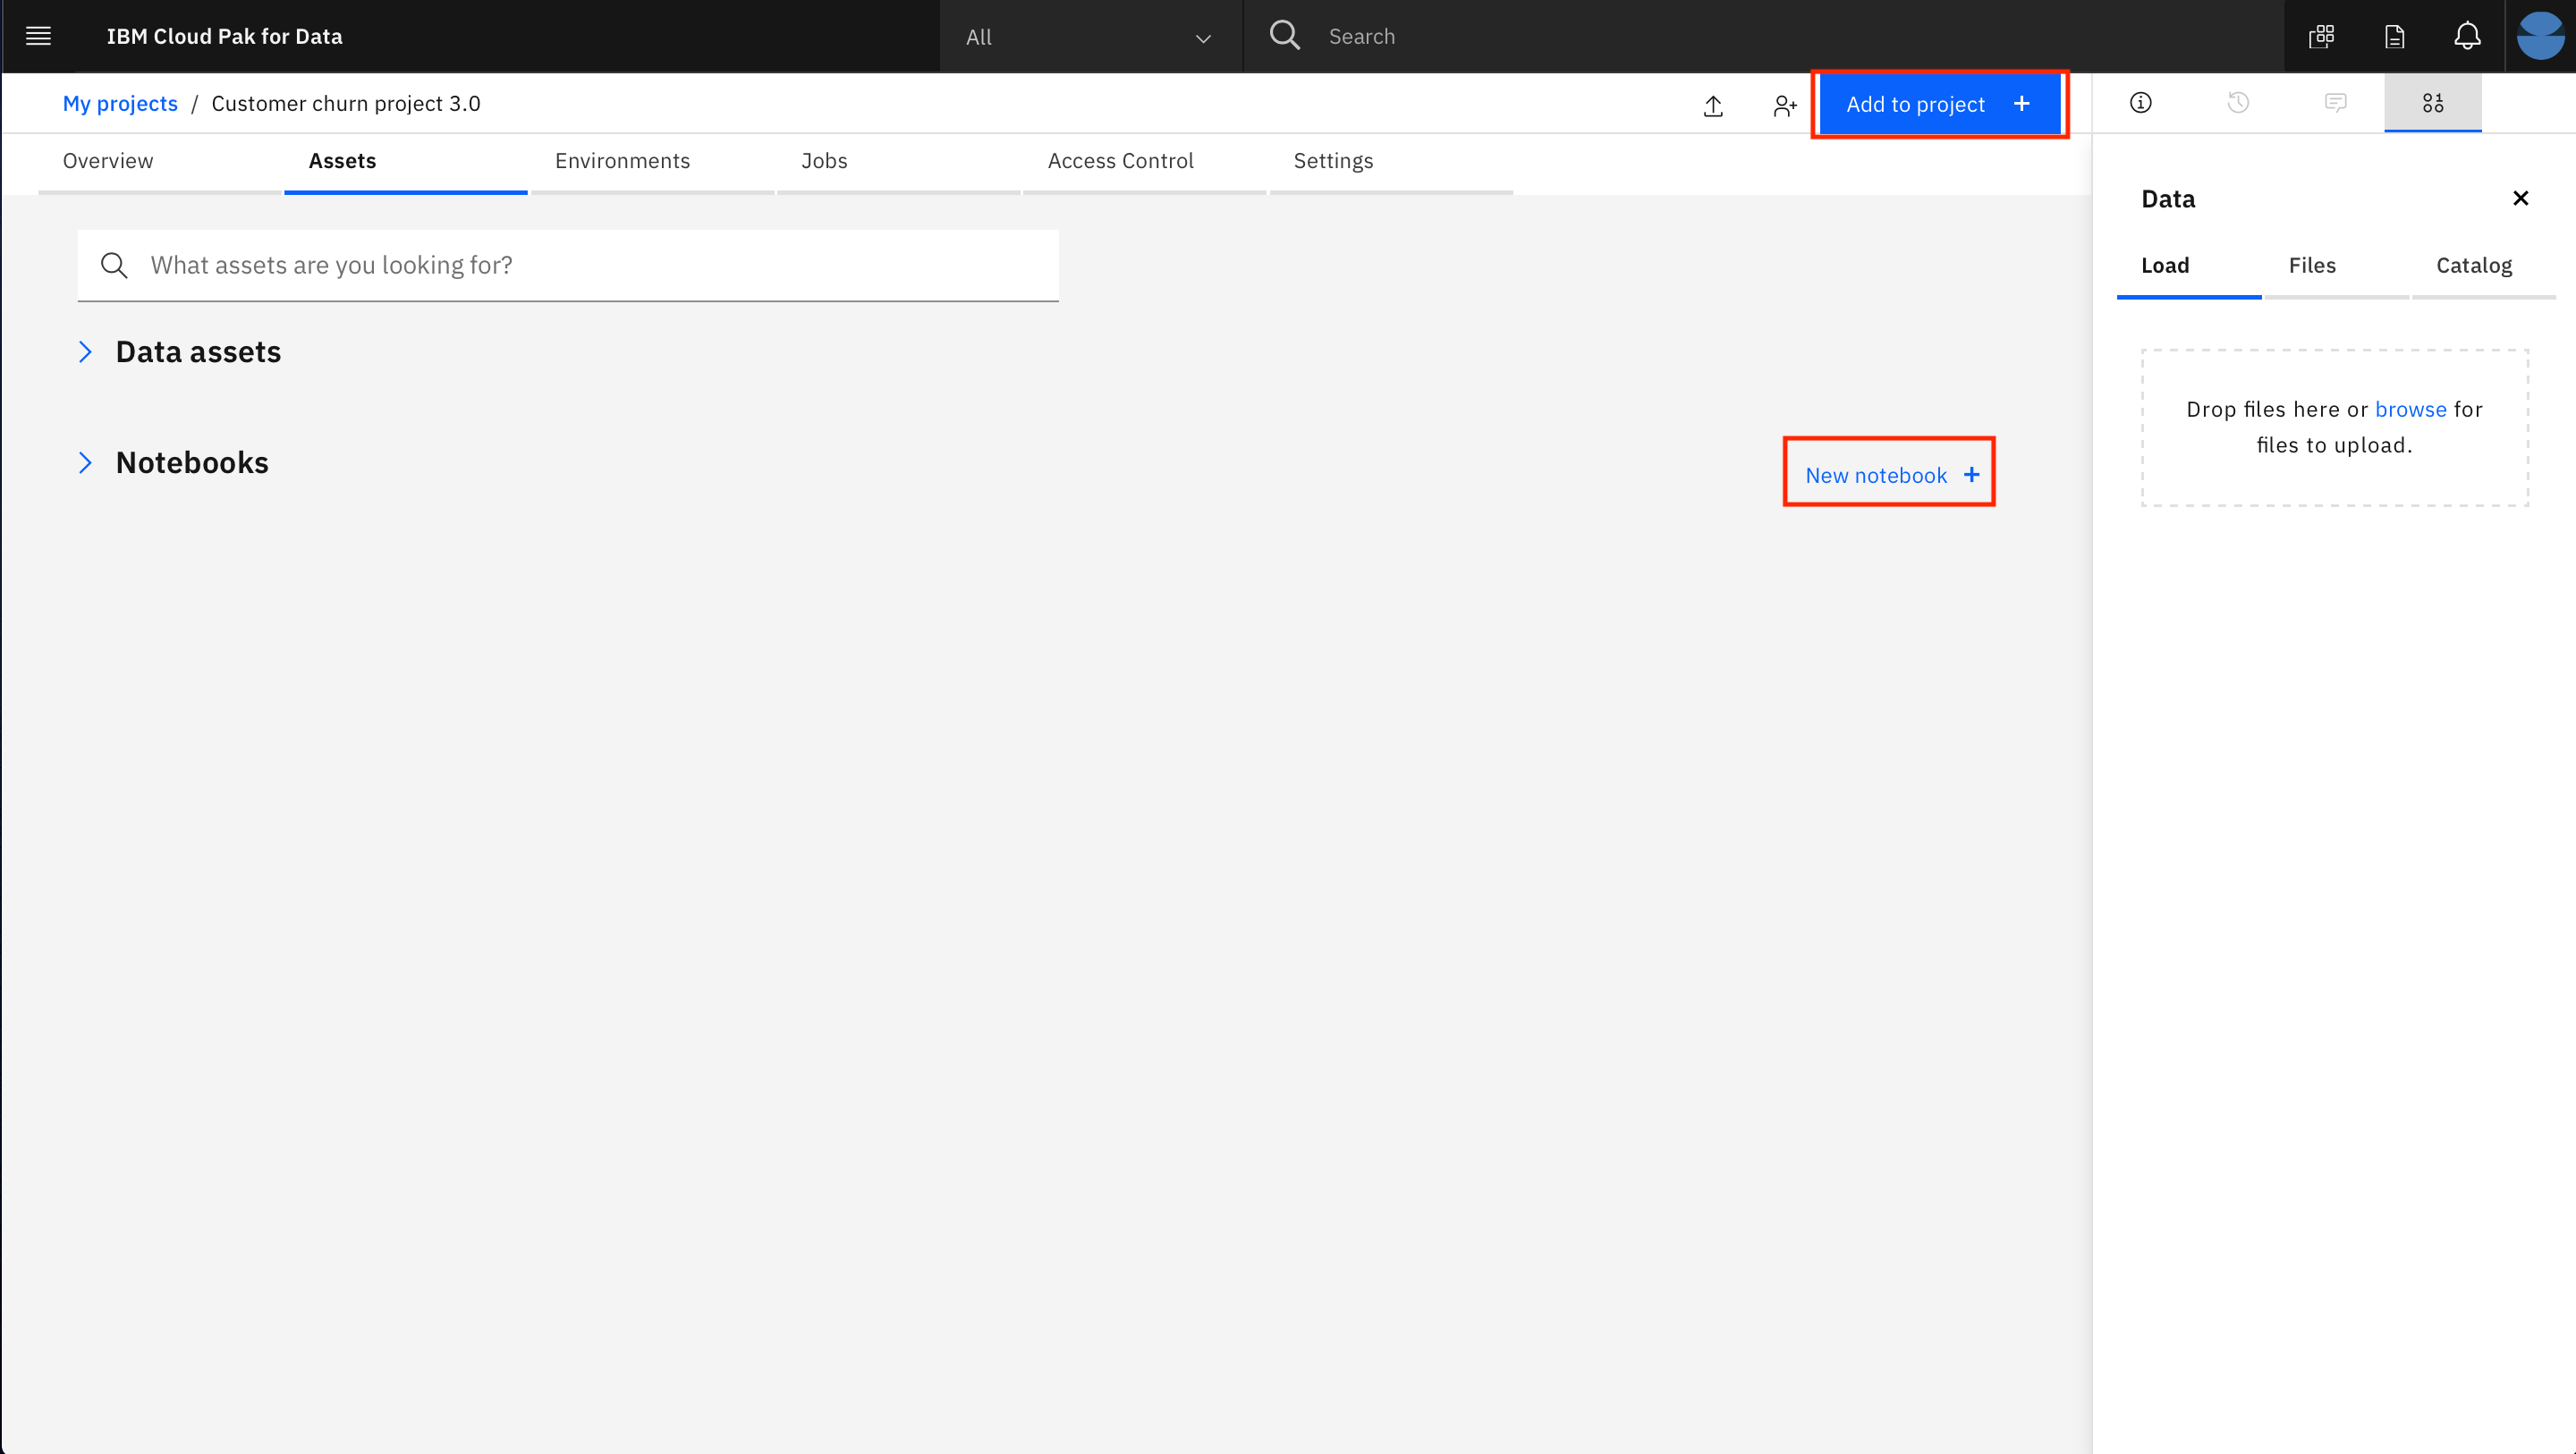 IBM Cloud Pak for Data
All
Search
My projects / Customer churn project 3.0
Add to project +
Overview
Assets
Environments
Jobs
Access Control
Settings
What assets are you looking for?
Data assets
Notebooks
New notebook +
Data
Load
Files
Catalog
Drop files here or browse for
files to upload.